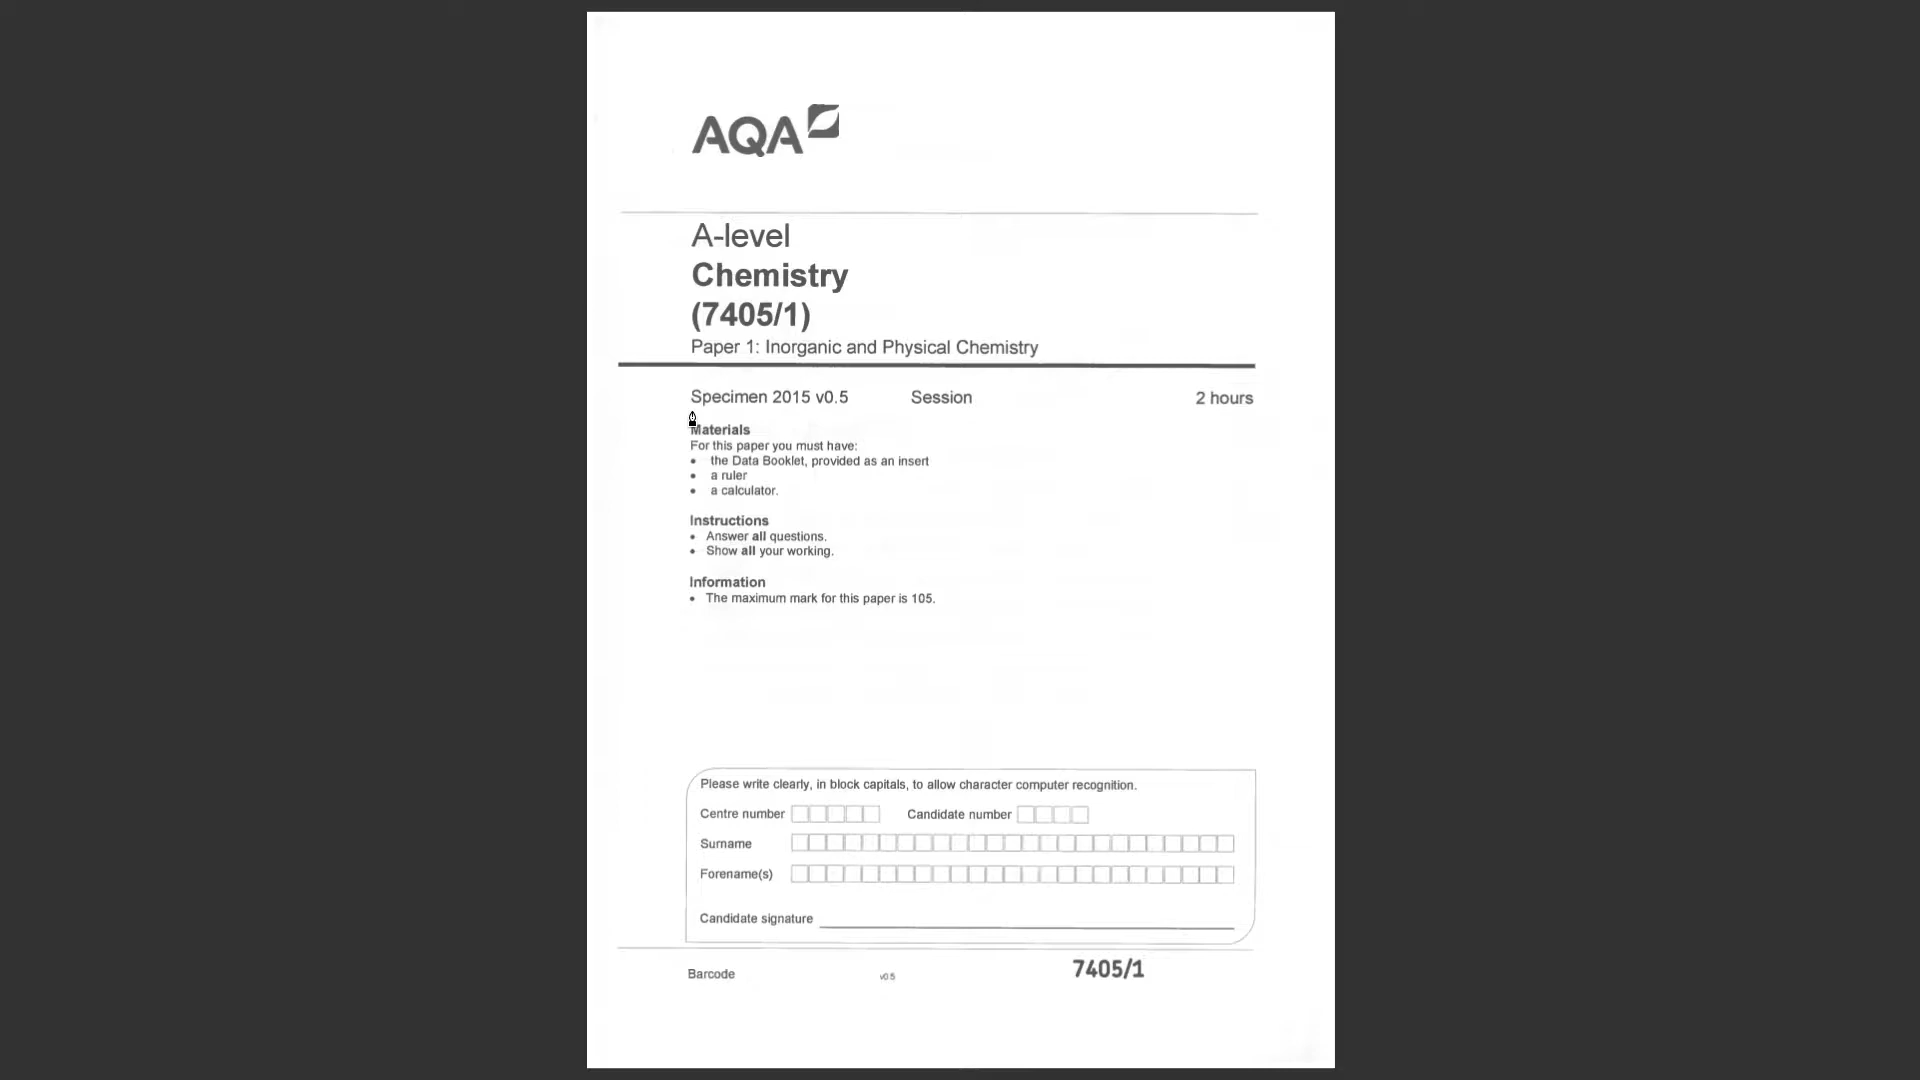 AQA
A-level
Chemistry
(7405/1)
Paper 1: Inorganic and Physical Chemistry
Specimen 2015 v0.5 Session 2 hours
Materials
For this paper you must have:
• the Data Booklet, provided as an insert
• a ruler
• a calculator.
Instructions
• Answer all questions.
• Show all your working.
Information
• The maximum mark for this paper is 105.
Please write clearly, in block capitals, to allow character computer recognition.
Centre number Candidate number
Surname
Forename(s)
Candidate signature
Barcode v0.5 7405/1